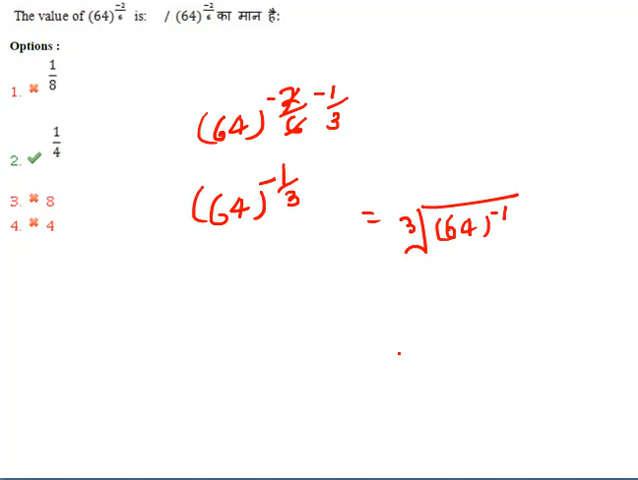 The value of (64)^(-2/6) is: / (64)^(-2/6) का मान है:
Options :
1. ✖ 1/8
2. ✔ 1/4
3. ✖ 8
4. ✖ 4
(64)^(-2/6) -1/3
(64)^(-1/3) = ∛(64)^-1